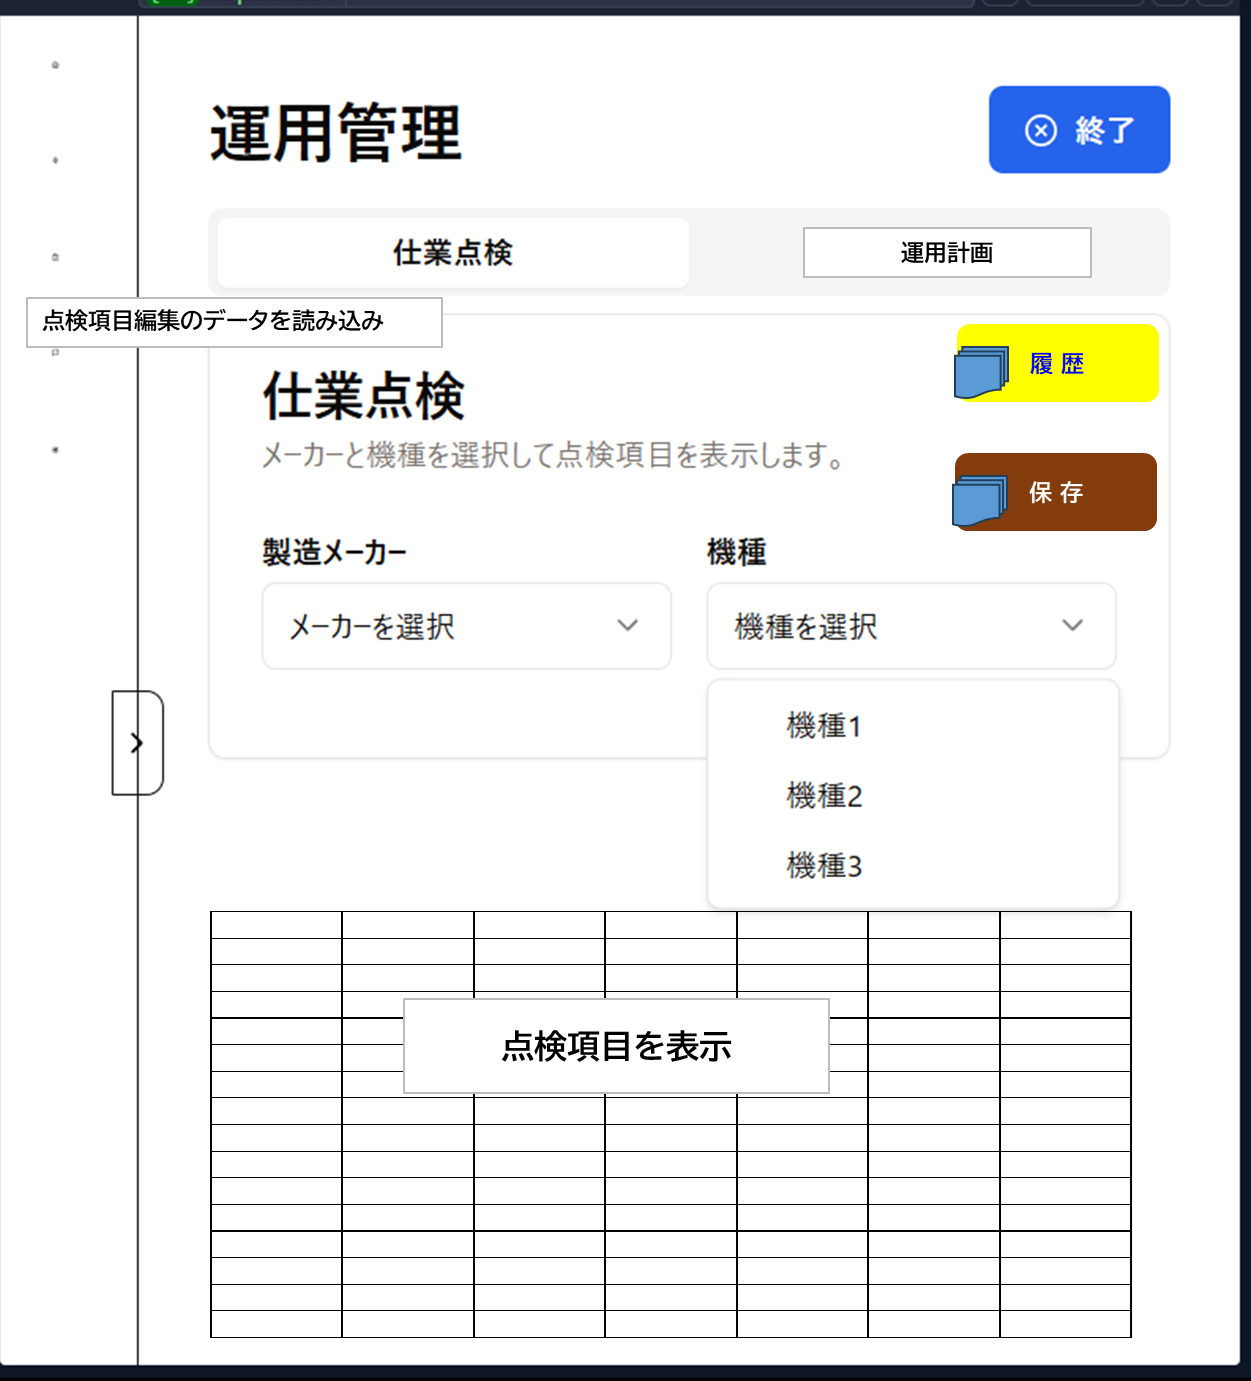 運用管理
終了
仕業点検
運用計画
点検項目編集のデータを読み込み
履 歴
仕業点検
メーカーと機種を選択して点検項目を表示します。
保 存
製造メーカー
機種
メーカーを選択
機種を選択
機種1
機種2
機種3
点検項目を表示